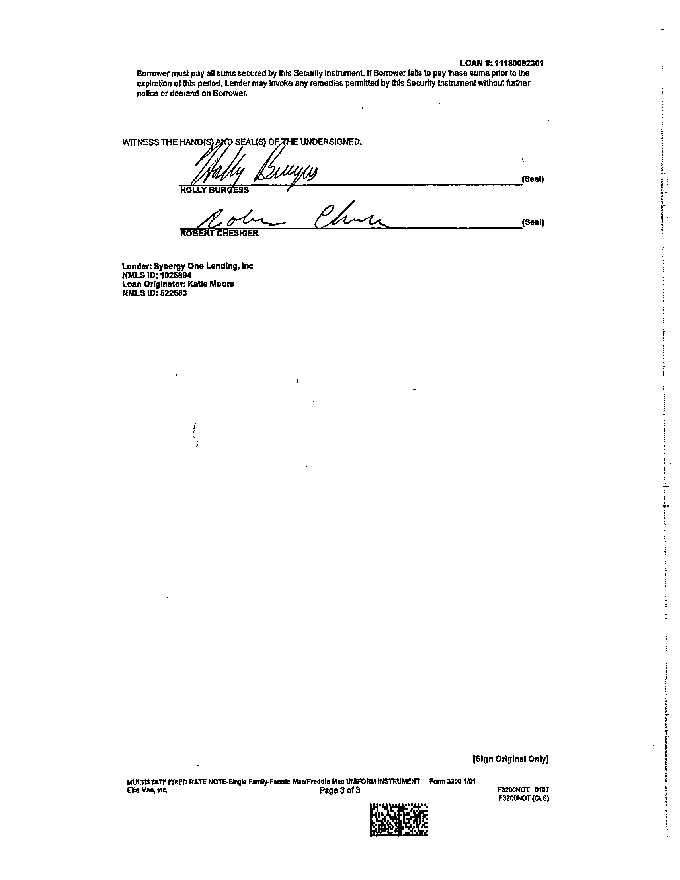 LOAN #: 11180092301
Borrower must pay all sums secured by this Security Instrument. If Borrower fails to pay these sums prior to the
expiration of this period, Lender may invoke any remedies permitted by this Security Instrument without further
notice or demand on Borrower.
WITNESS THE HAND(S) AND SEAL(S) OF THE UNDERSIGNED.
Holly Burgess
(Seal)
HOLLY BURGESS
(Seal)
ROBERT CHESHIER
Lender: Synergy One Lending, Inc
NMLS ID: 1025894
Loan Originator: Katie Moore
NMLS ID: 522563
[Sign Original Only]
MULTISTATE FIXED RATE NOTE-Single Family-Fannie Mae/Freddie Mac UNIFORM INSTRUMENT Form 3200 1/01
Ellie Mae, Inc.
Page 3 of 3
F3200NOT 0107
F3200NOT (CLS)